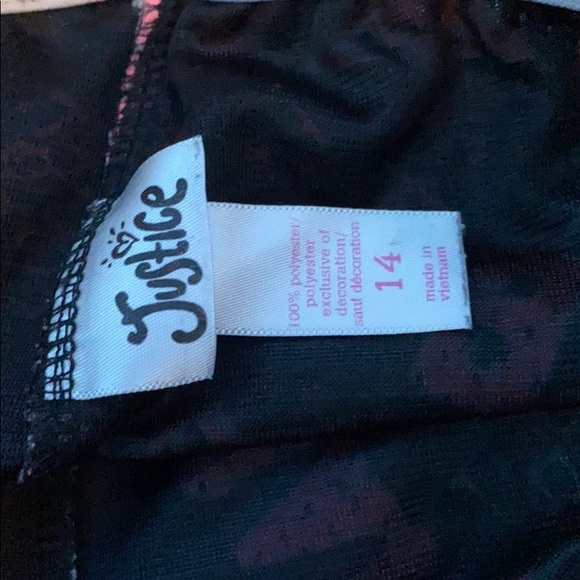 Justice
100% polyester/
polyester
exclusive of
decoration/
sauf décoration
14
made in
vietnam